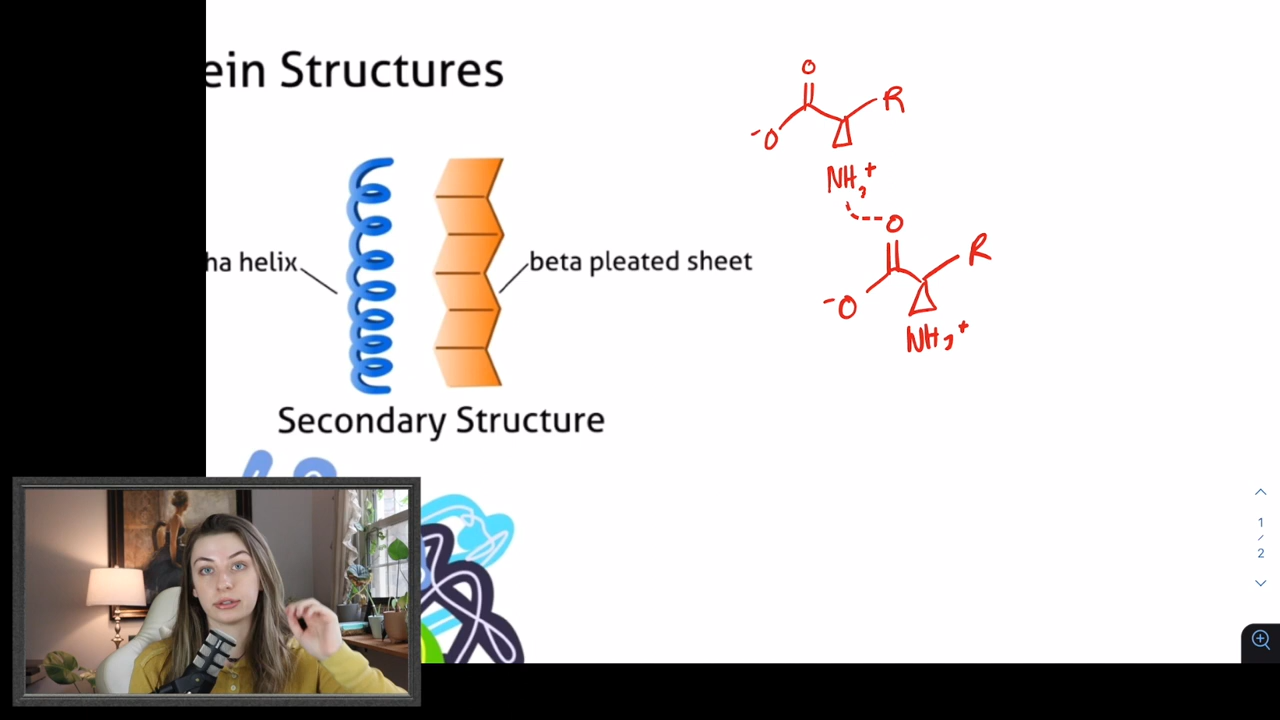 ein Structures
O
R
-O
NH3+
O
R
-O
NH3+
ha helix
beta pleated sheet
Secondary Structure
1
/
2